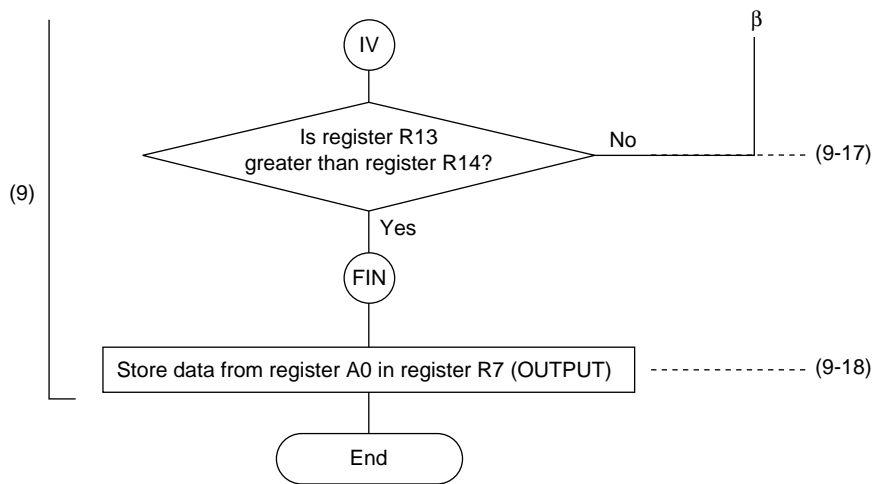 β
IV
Is register R13
greater than register R14?
No
(9-17)
(9)
Yes
FIN
Store data from register A0 in register R7 (OUTPUT)
(9-18)
End